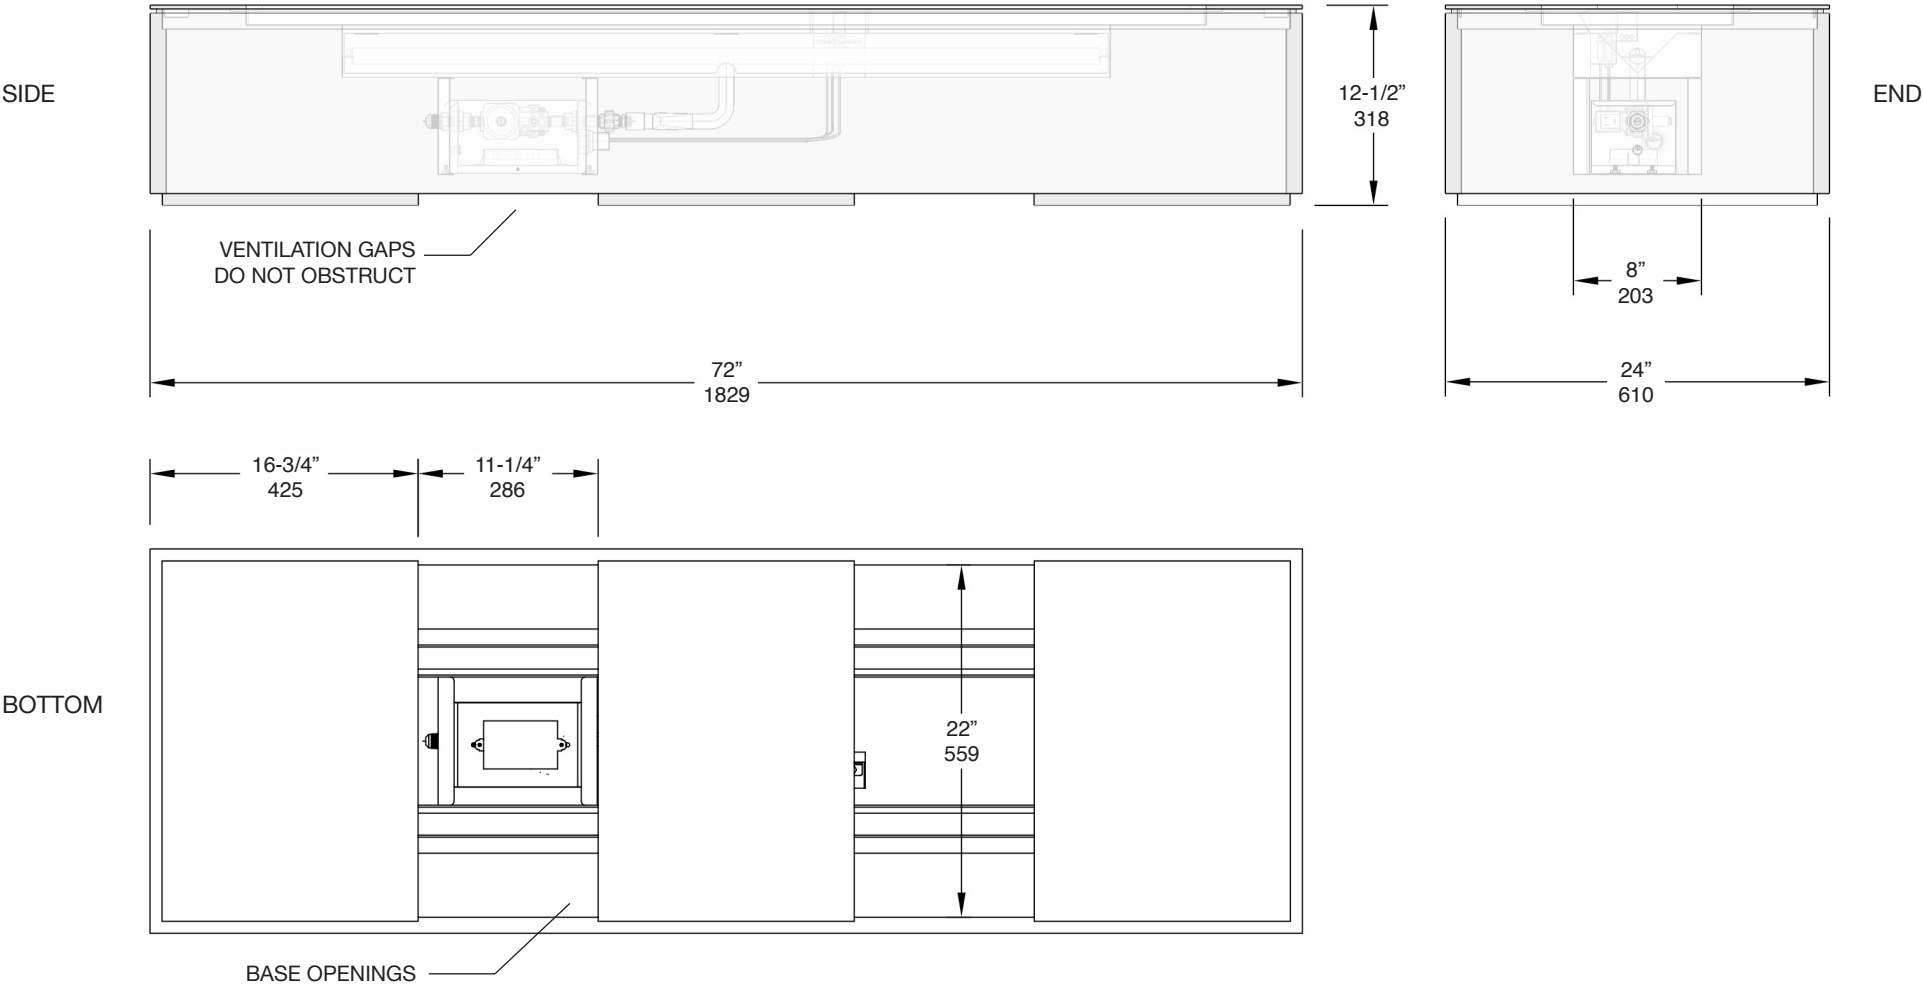 SIDE
12-1/2”
318
END
VENTILATION GAPS
DO NOT OBSTRUCT
8”
203
72”
1829
24”
610
16-3/4”
425
11-1/4”
286
BOTTOM
22”
559
BASE OPENINGS